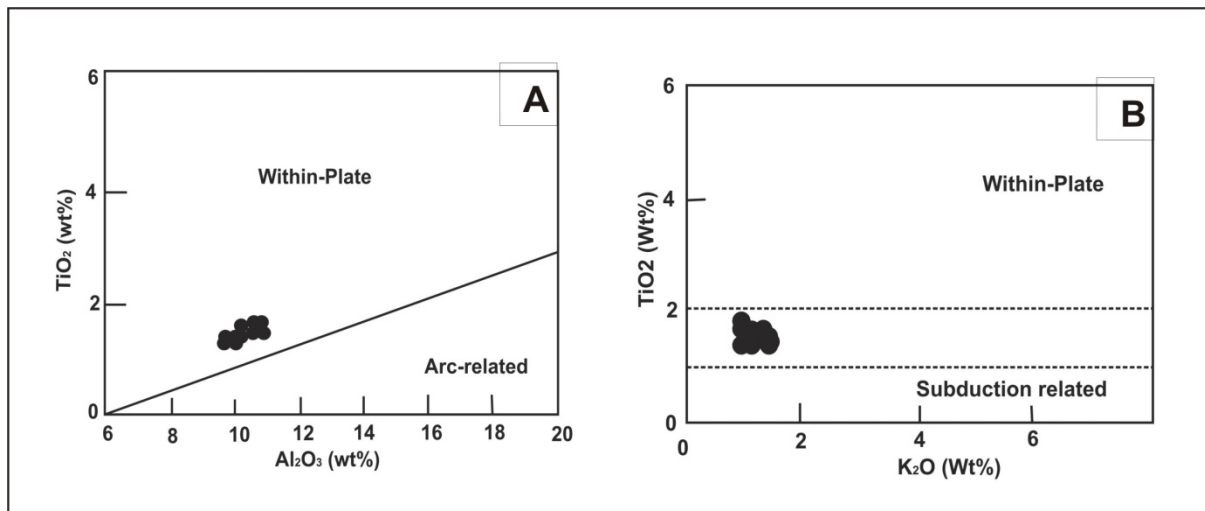 A
6
4
2
0
TiO₂ (wt%)
Within-Plate
Arc-related
6 8 10 12 14 16 18 20
Al₂O₃ (wt%)
B
6
4
2
0
TiO2 (Wt%)
Within-Plate
Subduction related
0 2 4 6
K₂O (Wt%)